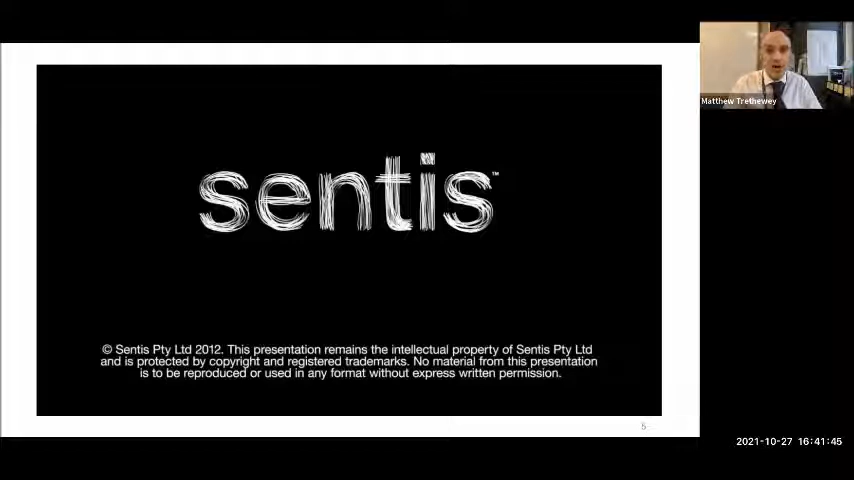 sentis™
© Sentis Pty Ltd 2012. This presentation remains the intellectual property of Sentis Pty Ltd
and is protected by copyright and registered trademarks. No material from this presentation
is to be reproduced or used in any format without express written permission.
5
Matthew Trethewey
2021-10-27 16:41:45